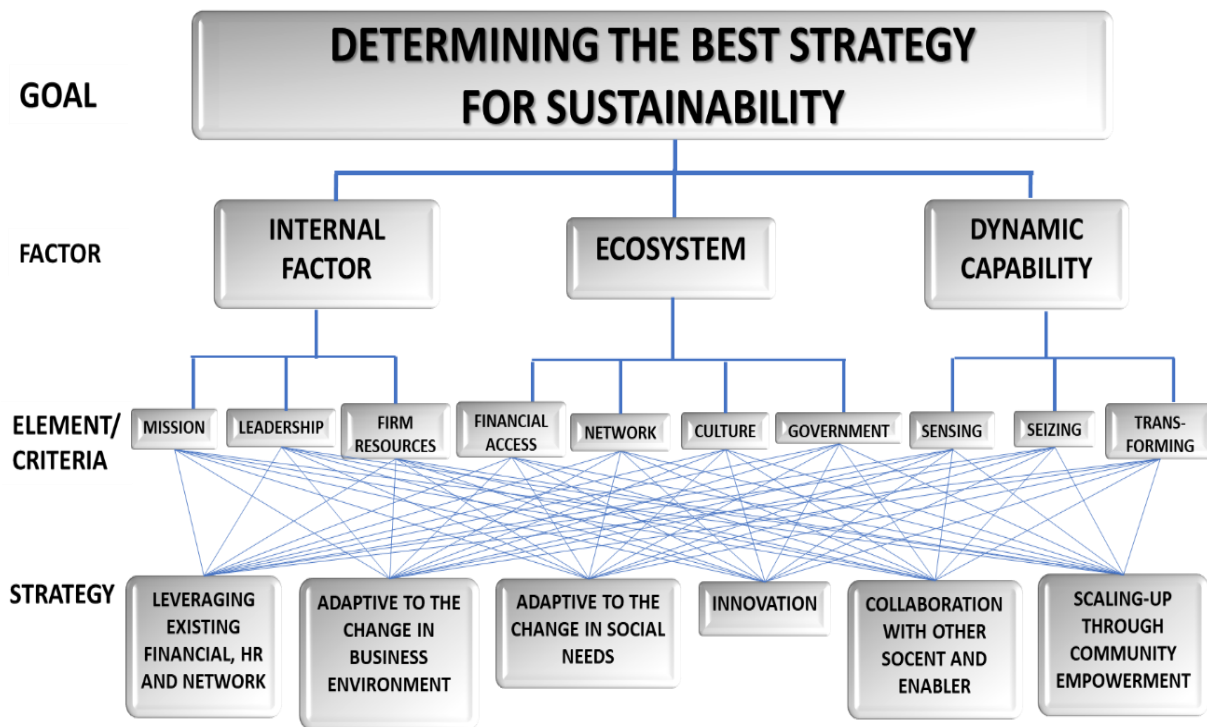 DETERMINING THE BEST STRATEGY
FOR SUSTAINABILITY
GOAL
FACTOR
INTERNAL
FACTOR
ECOSYSTEM
DYNAMIC
CAPABILITY
ELEMENT/
CRITERIA
MISSION
LEADERSHIP
FIRM
RESOURCES
FINANCIAL
ACCESS
NETWORK
CULTURE
GOVERNMENT
SENSING
SEIZING
TRANS-
FORMING
STRATEGY
LEVERAGING
EXISTING
FINANCIAL, HR
AND NETWORK
ADAPTIVE TO THE
CHANGE IN
BUSINESS
ENVIRONMENT
ADAPTIVE TO THE
CHANGE IN SOCIAL
NEEDS
INNOVATION
COLLABORATION
WITH OTHER
SOCENT AND
ENABLER
SCALING-UP
THROUGH
COMMUNITY
EMPOWERMENT